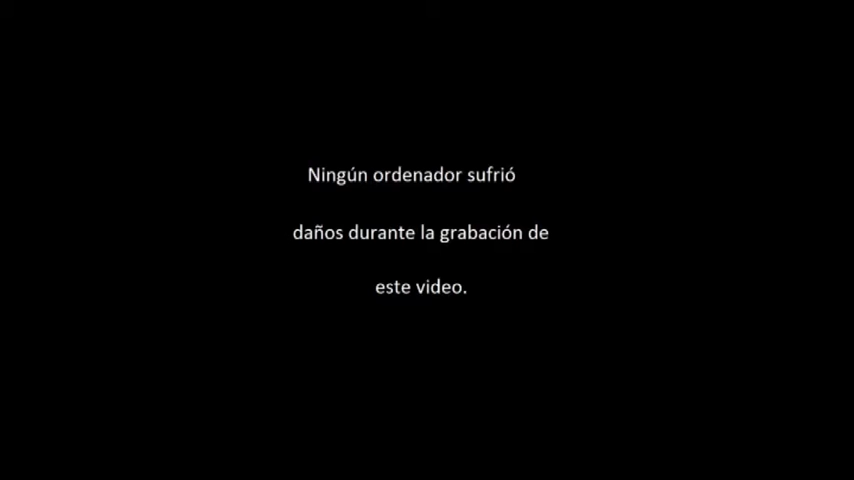 Ningún ordenador sufrió
daños durante la grabación de
este video.